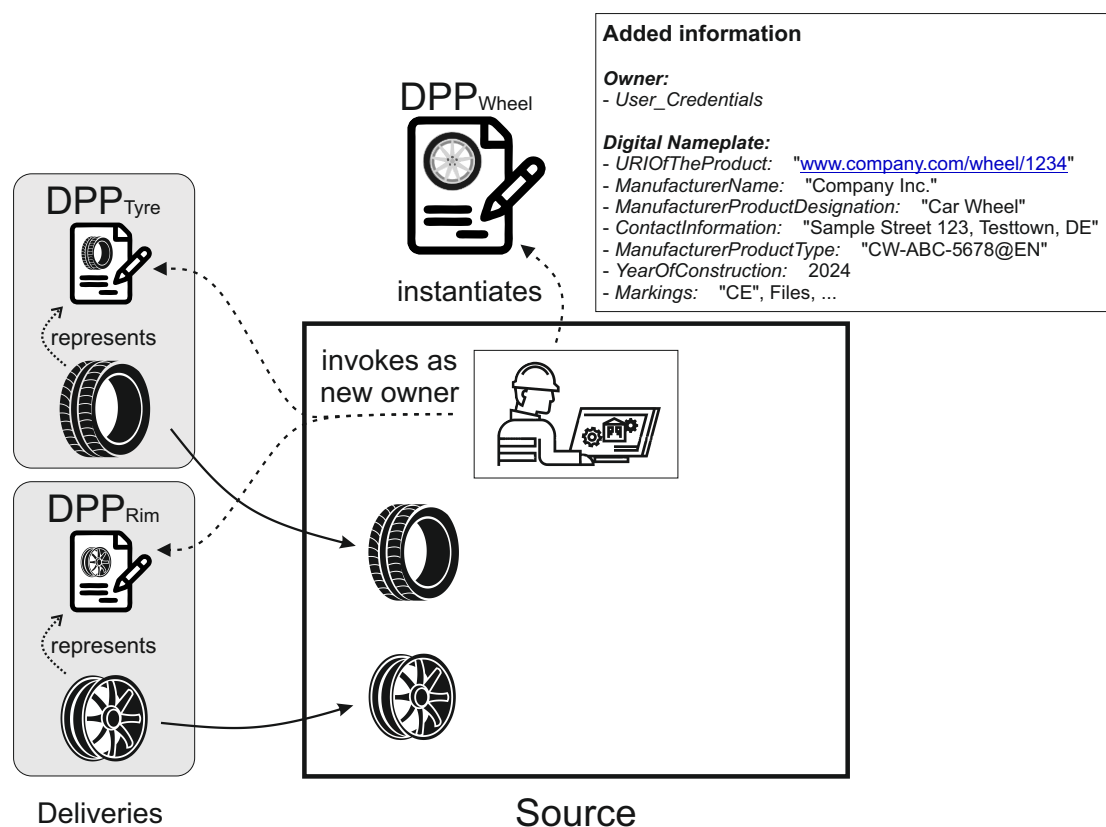 Added information
Owner:
- User_Credentials
Digital Nameplate:
- URIOfTheProduct: "www.company.com/wheel/1234"
- ManufacturerName: "Company Inc."
- ManufacturerProductDesignation: "Car Wheel"
- ContactInformation: "Sample Street 123, Testtown, DE"
- ManufacturerProductType: "CW-ABC-5678@EN"
- YearOfConstruction: 2024
- Markings: "CE", Files, ...
DPPWheel
instantiates
DPPTyre
represents
invokes as
new owner
DPPRim
represents
Deliveries
Source